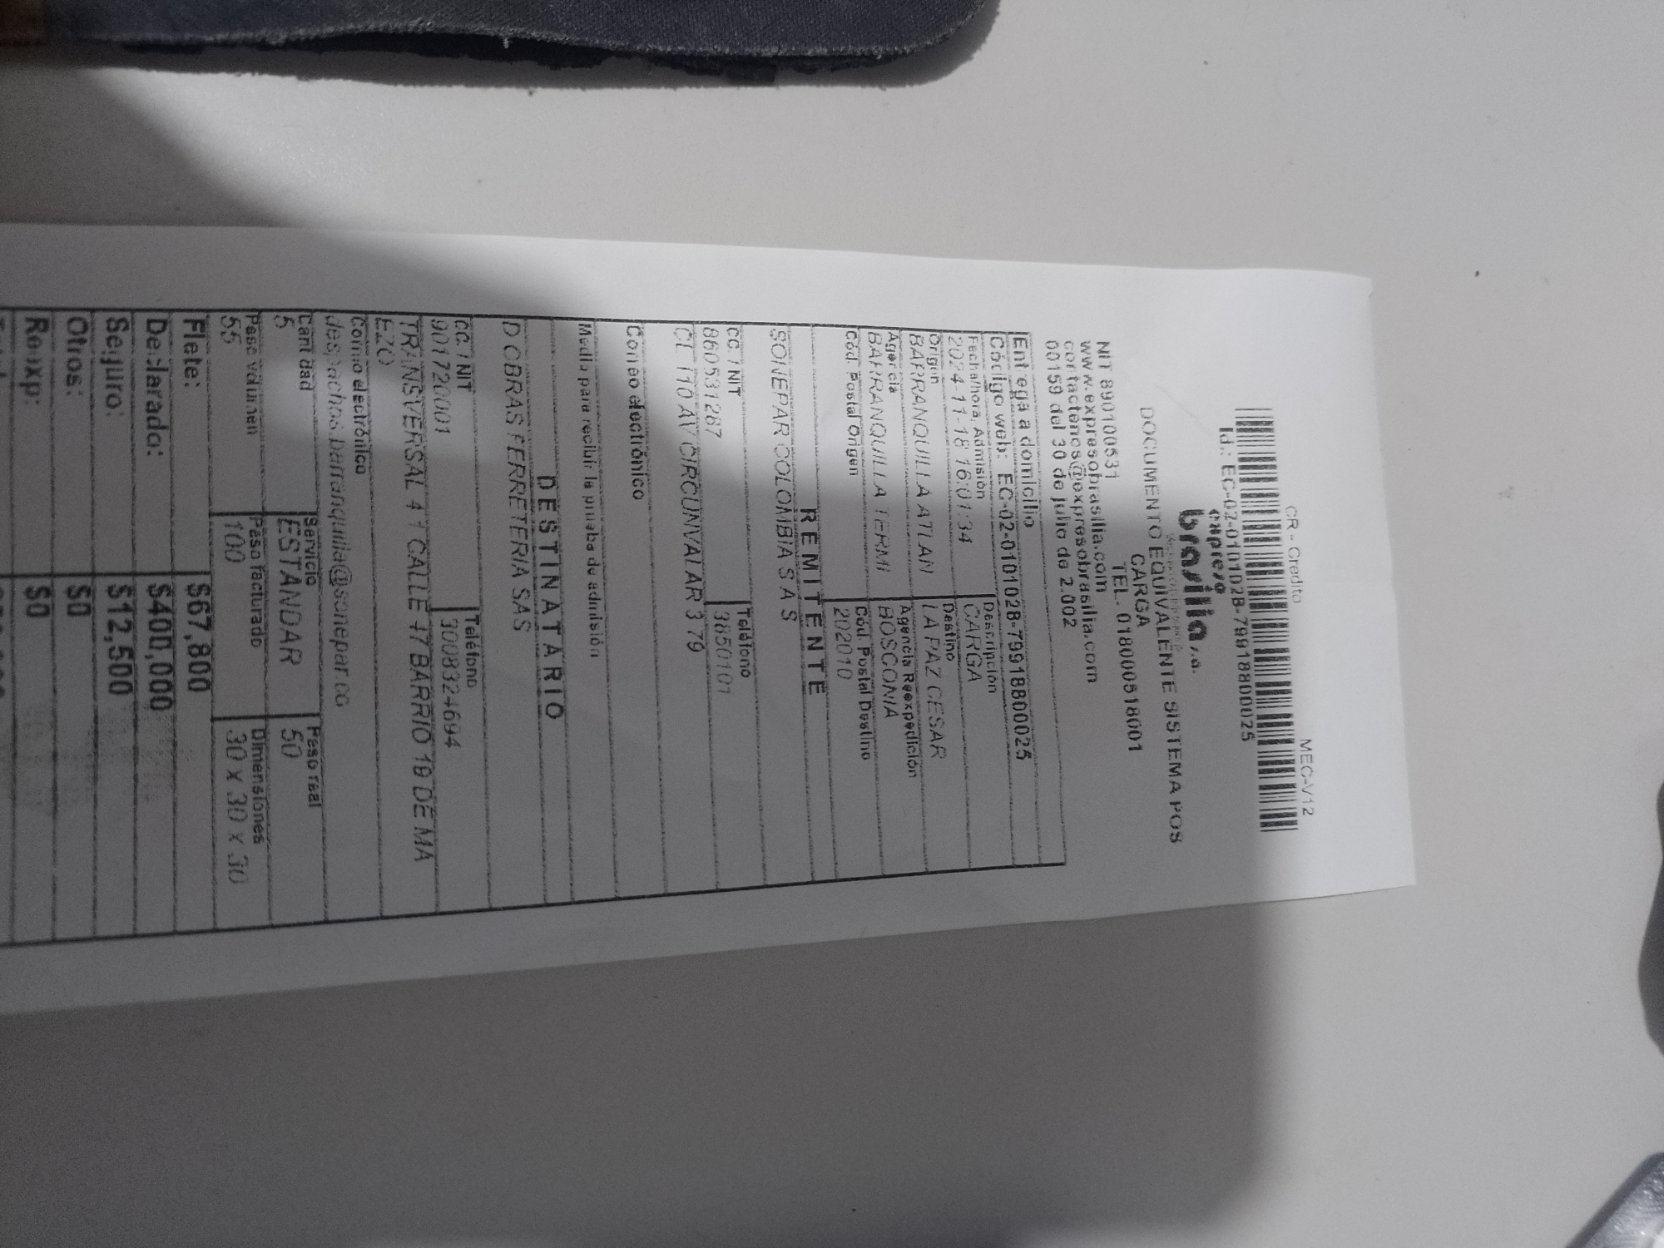 CR - Credito MEC-V12
Id.: EC-02-0101028-79918800025
expreso
brasilia s.a.
DOCUMENTO EQUIVALENTE SISTEMA POS
CARGA
TEL. 018000518001
NIT 890100531
www.expresobrasilia.com
contactenos@expresobrasilia.com
00159 del 30 de julio de 2.002
Entrega a domicilio
Código web: EC-02-0101028-79918800025
Fecha/hora Admisión Descripción
2024-11-18 16:01:34 CARGA
Origen Destino
BARRANQUILLA ATLAN LA PAZ CESAR
Agencia Agencia Reexpedición
BARRANQUILLA TERMI BOSCONIA
Cód. Postal Origen Cód. Postal Destino
202010
REMITENTE
SONEPAR COLOMBIA S A S
CC. / NIT Teléfono
860531287 3850101
CL 110 AV CIRCUNVALAR 3 79
Correo electrónico
Medio para recibir la prueba de admisión
DESTINATARIO
D OBRAS FERRETERIA SAS
CC. / NIT Teléfono
901720001 3008324694
TRANSVERSAL 4 1 CALLE 47 BARRIO 18 DE MA
EZO
Correo electrónico
despachos.barranquilla@sonepar.co
Cantidad Servicio Peso real
5 ESTANDAR 50
Peso volumen Peso facturado Dimensiones
55 100 30 x 30 x 30
Flete: $67,800
Declarado: $400,000
Seguro: $12,500
Otros: $0
Reexp: $0